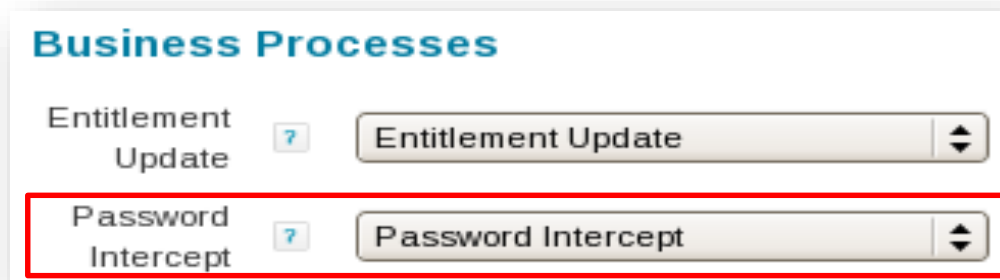 Business Processes
Entitlement
Update
?
Entitlement Update
Password
Intercept
?
Password Intercept